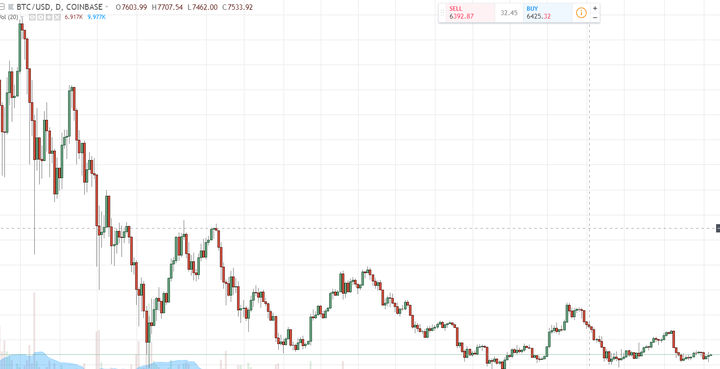 BTC/USD, D, COINBASE O7603.99 H7707.54 L7462.00 C7533.92
Vol (20) 6.917K 9.977K
SELL
6392.87
32.45
BUY
6425.32